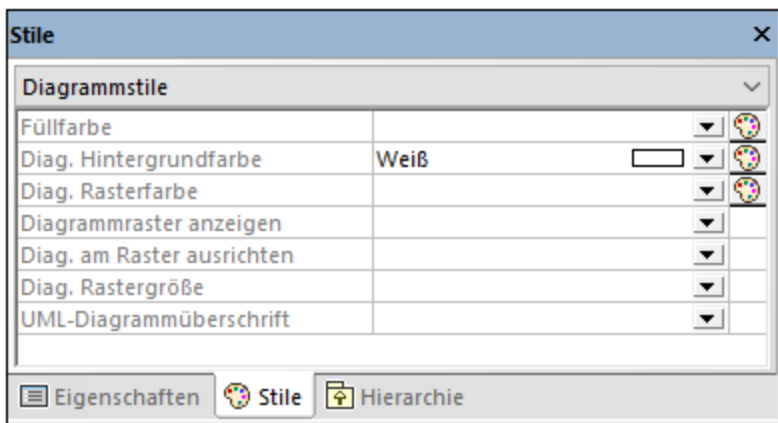 Stile
Diagrammstile
Füllfarbe
Diag. Hintergrundfarbe Weiß
Diag. Rasterfarbe
Diagrammraster anzeigen
Diag. am Raster ausrichten
Diag. Rastergröße
UML-Diagrammüberschrift
Eigenschaften Stile Hierarchie